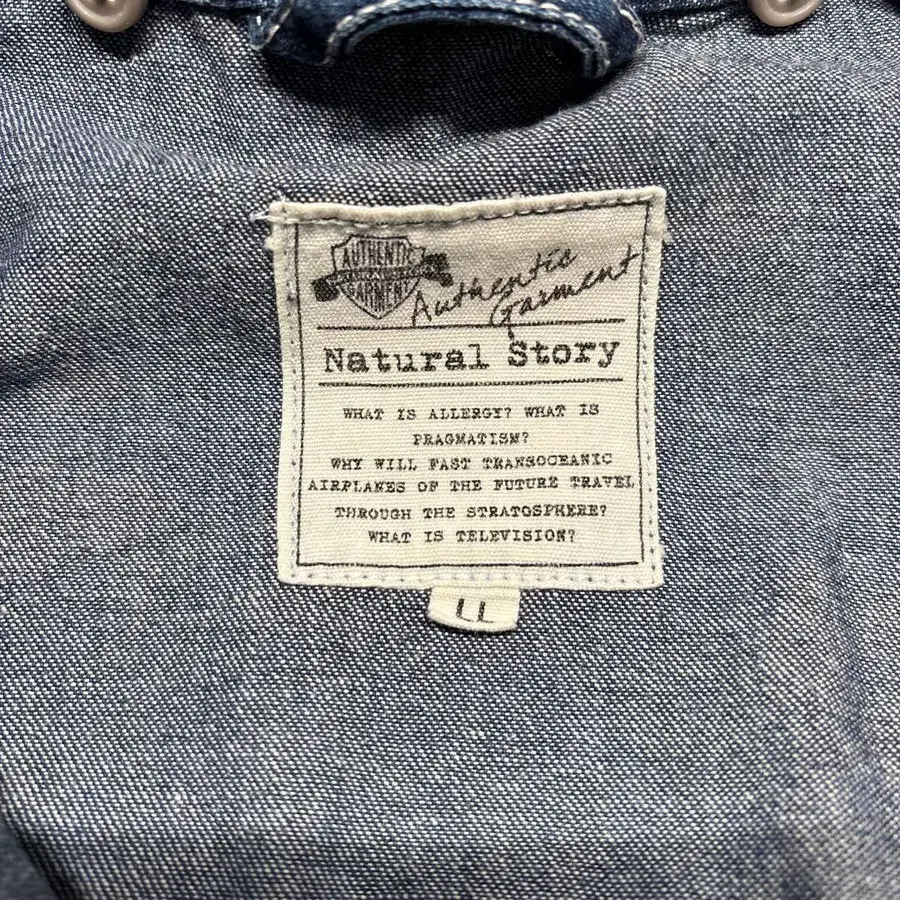 AUTHENTIC
GARMENT
Authentic
Garment
Natural Story
WHAT IS ALLERGY? WHAT IS
PRAGMATISM?
WHY WILL FAST TRANSOCEANIC
AIRPLANES OF THE FUTURE TRAVEL
THROUGH THE STRATOSPHERE?
WHAT IS TELEVISION?
LL